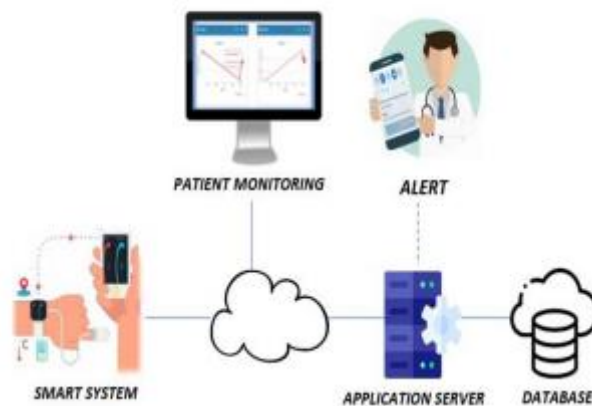 PATIENT MONITORING
ALERT
SMART SYSTEM
APPLICATION SERVER
DATABASE